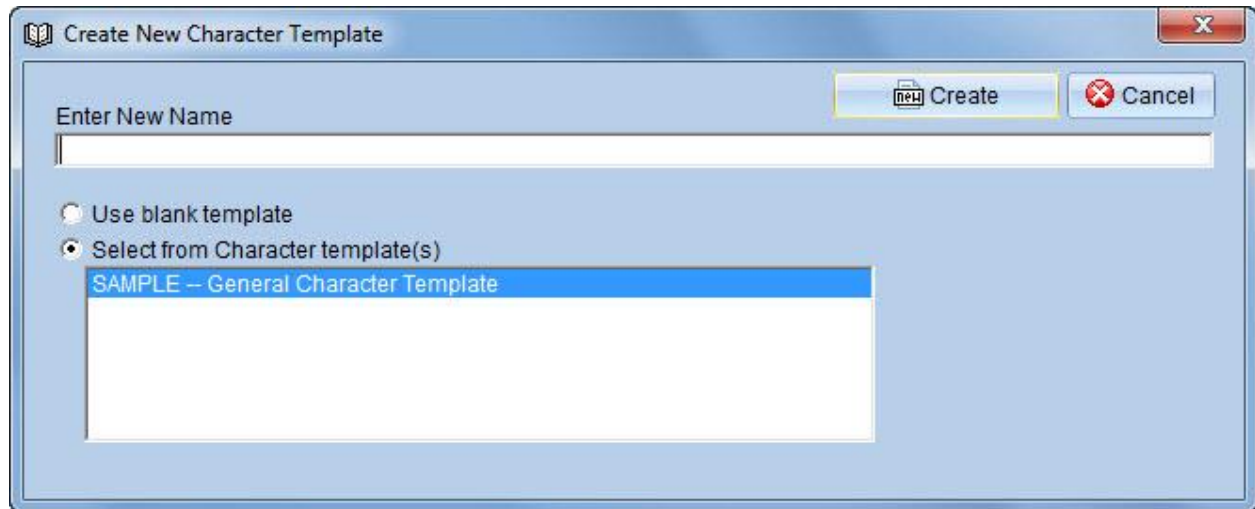 Create New Character Template
new Create
Cancel
Enter New Name
Use blank template
Select from Character template(s)
SAMPLE -- General Character Template